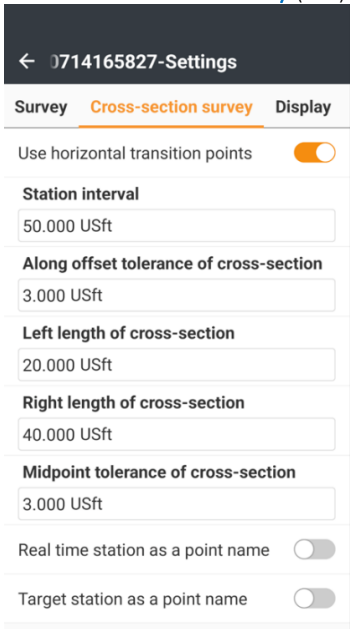 0714165827-Settings
Survey Cross-section survey Display
Use horizontal transition points
Station interval
50.000 USft
Along offset tolerance of cross-section
3.000 USft
Left length of cross-section
20.000 USft
Right length of cross-section
40.000 USft
Midpoint tolerance of cross-section
3.000 USft
Real time station as a point name
Target station as a point name